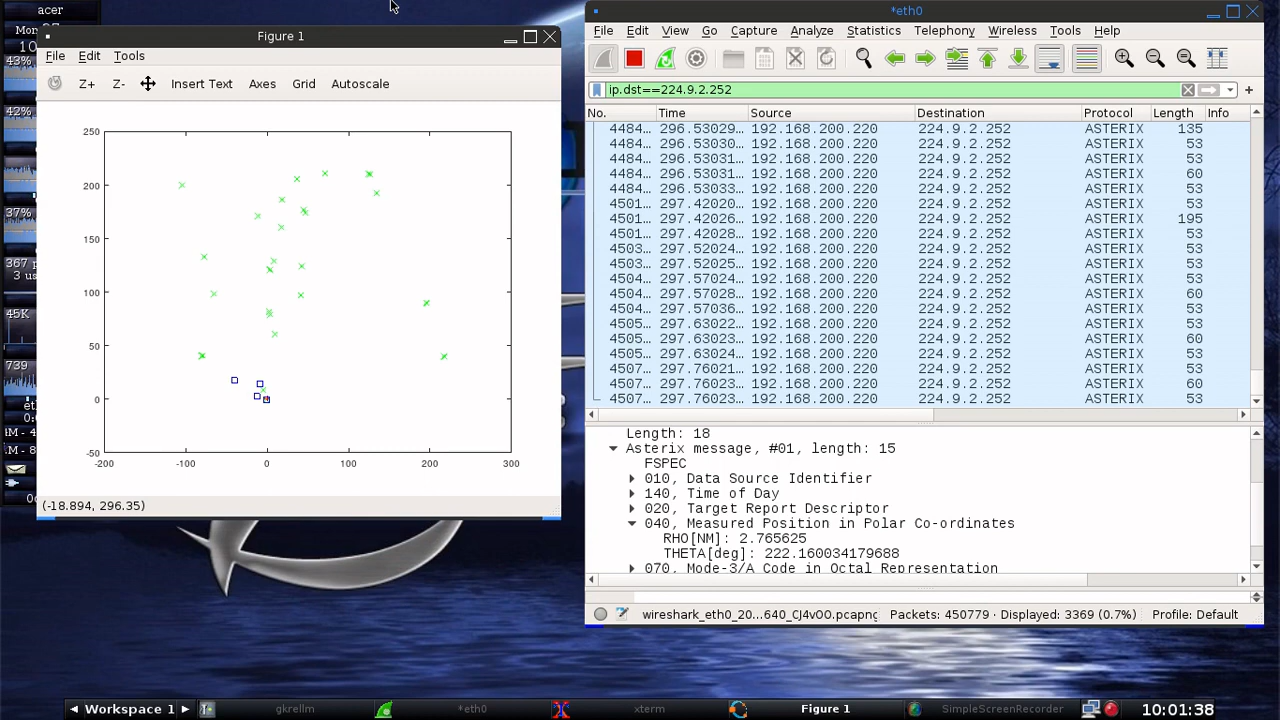 acer
Mon
10
43%
42%
37%
367 p
3 us
45K
739
et
0:0
M - 4
M - 8
0
Figure 1
File Edit Tools
Z+ Z- Insert Text Axes Grid Autoscale
250
200
150
100
50
0
-50
-200 -100 0 100 200 300
(-18.894, 296.35)
*eth0
File Edit View Go Capture Analyze Statistics Telephony Wireless Tools Help
ip.dst==224.9.2.252
No. Time Source Destination Protocol Length Info
4484… 296.53029… 192.168.200.220 224.9.2.252 ASTERIX 135
4484… 296.53030… 192.168.200.220 224.9.2.252 ASTERIX 53
4484… 296.53031… 192.168.200.220 224.9.2.252 ASTERIX 53
4484… 296.53031… 192.168.200.220 224.9.2.252 ASTERIX 60
4484… 296.53033… 192.168.200.220 224.9.2.252 ASTERIX 53
4501… 297.42020… 192.168.200.220 224.9.2.252 ASTERIX 53
4501… 297.42026… 192.168.200.220 224.9.2.252 ASTERIX 195
4501… 297.42028… 192.168.200.220 224.9.2.252 ASTERIX 53
4503… 297.52024… 192.168.200.220 224.9.2.252 ASTERIX 53
4503… 297.52025… 192.168.200.220 224.9.2.252 ASTERIX 53
4504… 297.57024… 192.168.200.220 224.9.2.252 ASTERIX 53
4504… 297.57028… 192.168.200.220 224.9.2.252 ASTERIX 60
4504… 297.57036… 192.168.200.220 224.9.2.252 ASTERIX 53
4505… 297.63022… 192.168.200.220 224.9.2.252 ASTERIX 53
4505… 297.63023… 192.168.200.220 224.9.2.252 ASTERIX 60
4505… 297.63024… 192.168.200.220 224.9.2.252 ASTERIX 53
4507… 297.76021… 192.168.200.220 224.9.2.252 ASTERIX 53
4507… 297.76022… 192.168.200.220 224.9.2.252 ASTERIX 60
4507… 297.76023… 192.168.200.220 224.9.2.252 ASTERIX 53
Length: 18
Asterix message, #01, length: 15
FSPEC
010, Data Source Identifier
140, Time of Day
020, Target Report Descriptor
040, Measured Position in Polar Co-ordinates
RHO[NM]: 2.765625
THETA[deg]: 222.160034179688
070, Mode-3/A Code in Octal Representation
wireshark_eth0_20…640_CJ4vO0.pcapng Packets: 450779 · Displayed: 3369 (0.7%) Profile: Default
Workspace 1 gkrellm *eth0 xterm Figure 1 SimpleScreenRecorder 10:01:38